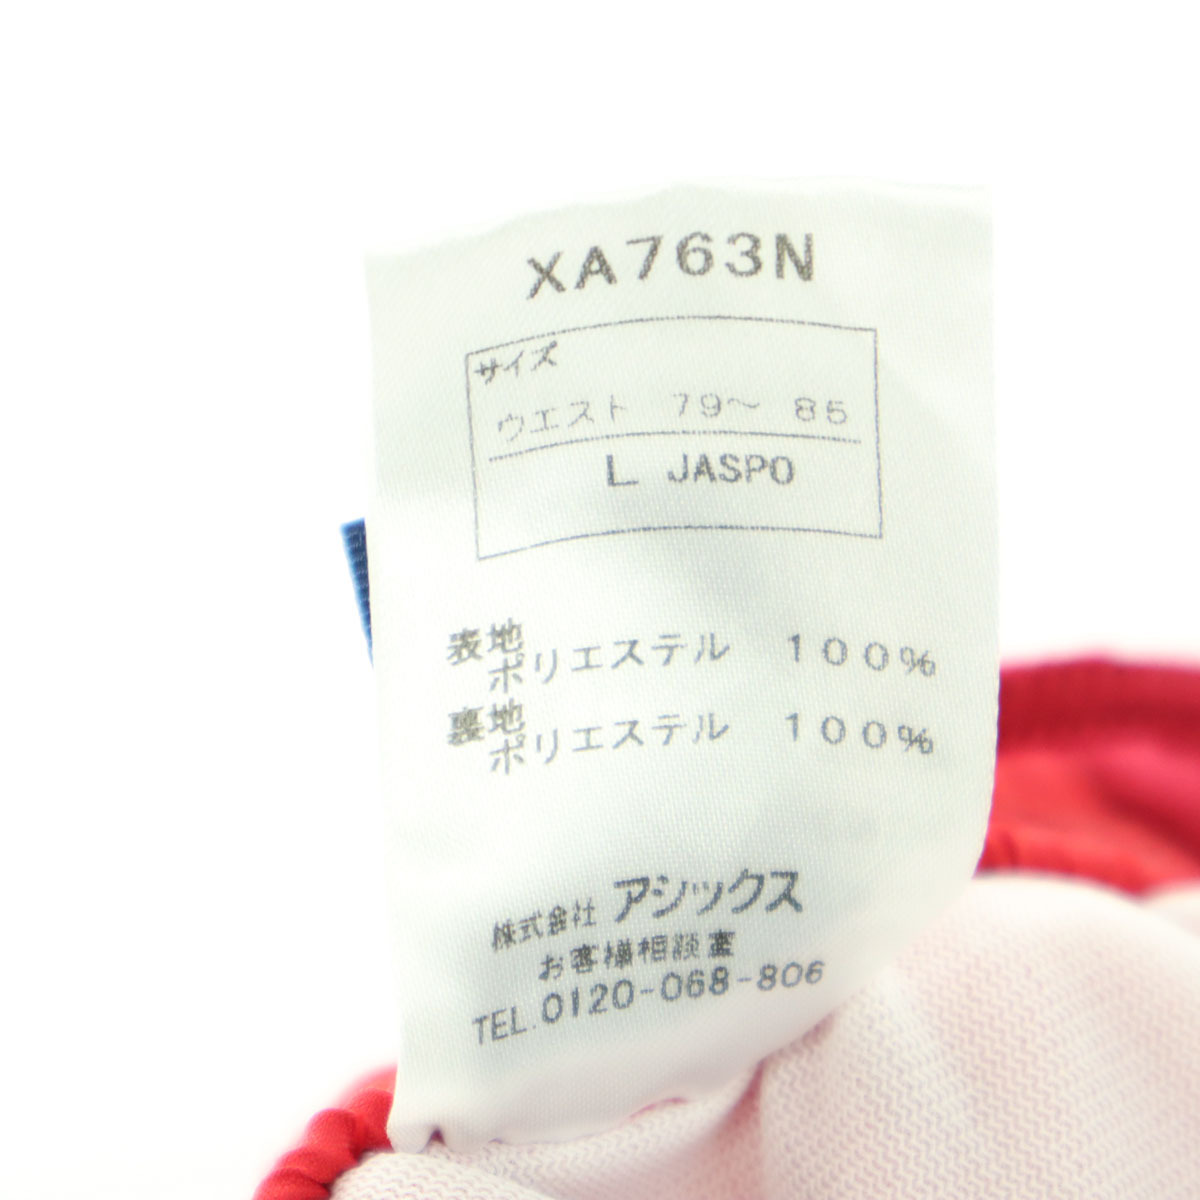 XA763N
サイズ
ウエスト 79～ 85
L JASPO
表地
ポリエステル 100%
裏地
ポリエステル 100%
株式会社 アシックス
お客様相談室
TEL.0120-068-806